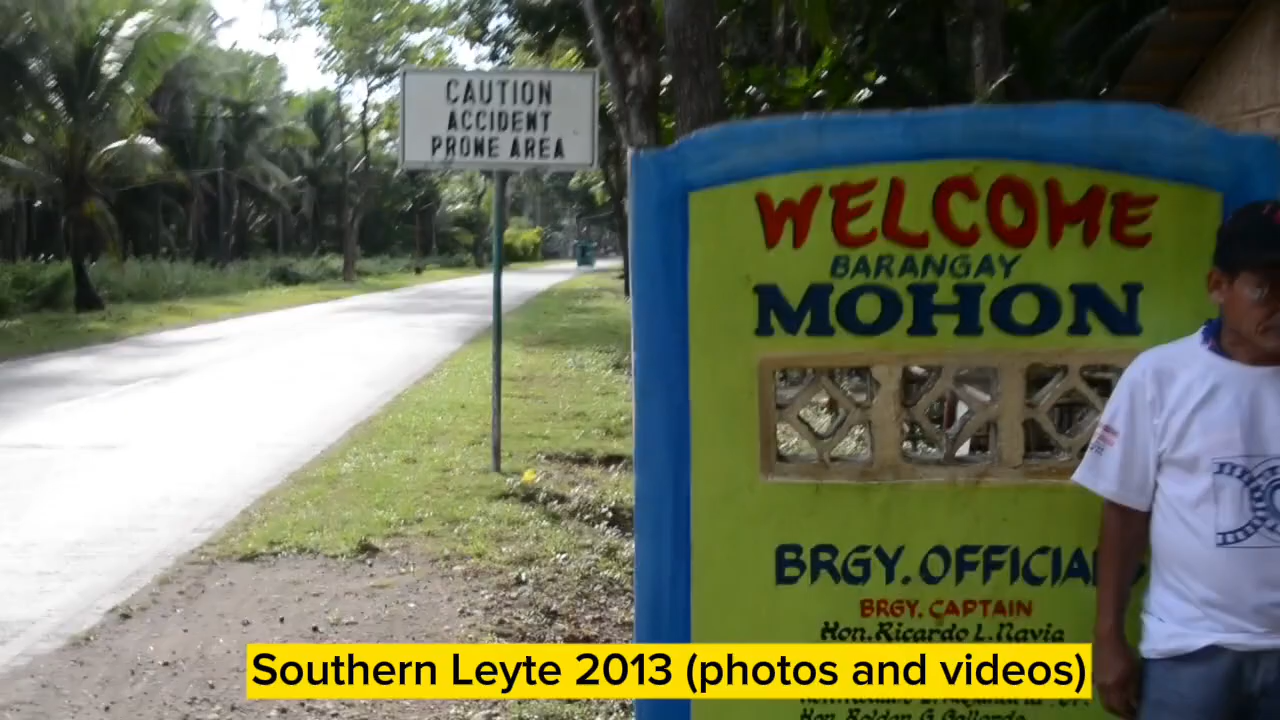 CAUTION
ACCIDENT
PRONE AREA
WELCOME
BARANGAY
MOHON
BRGY. OFFICIA
BRGY. CAPTAIN
Hon. Ricardo L. Navia
Southern Leyte 2013 (photos and videos)